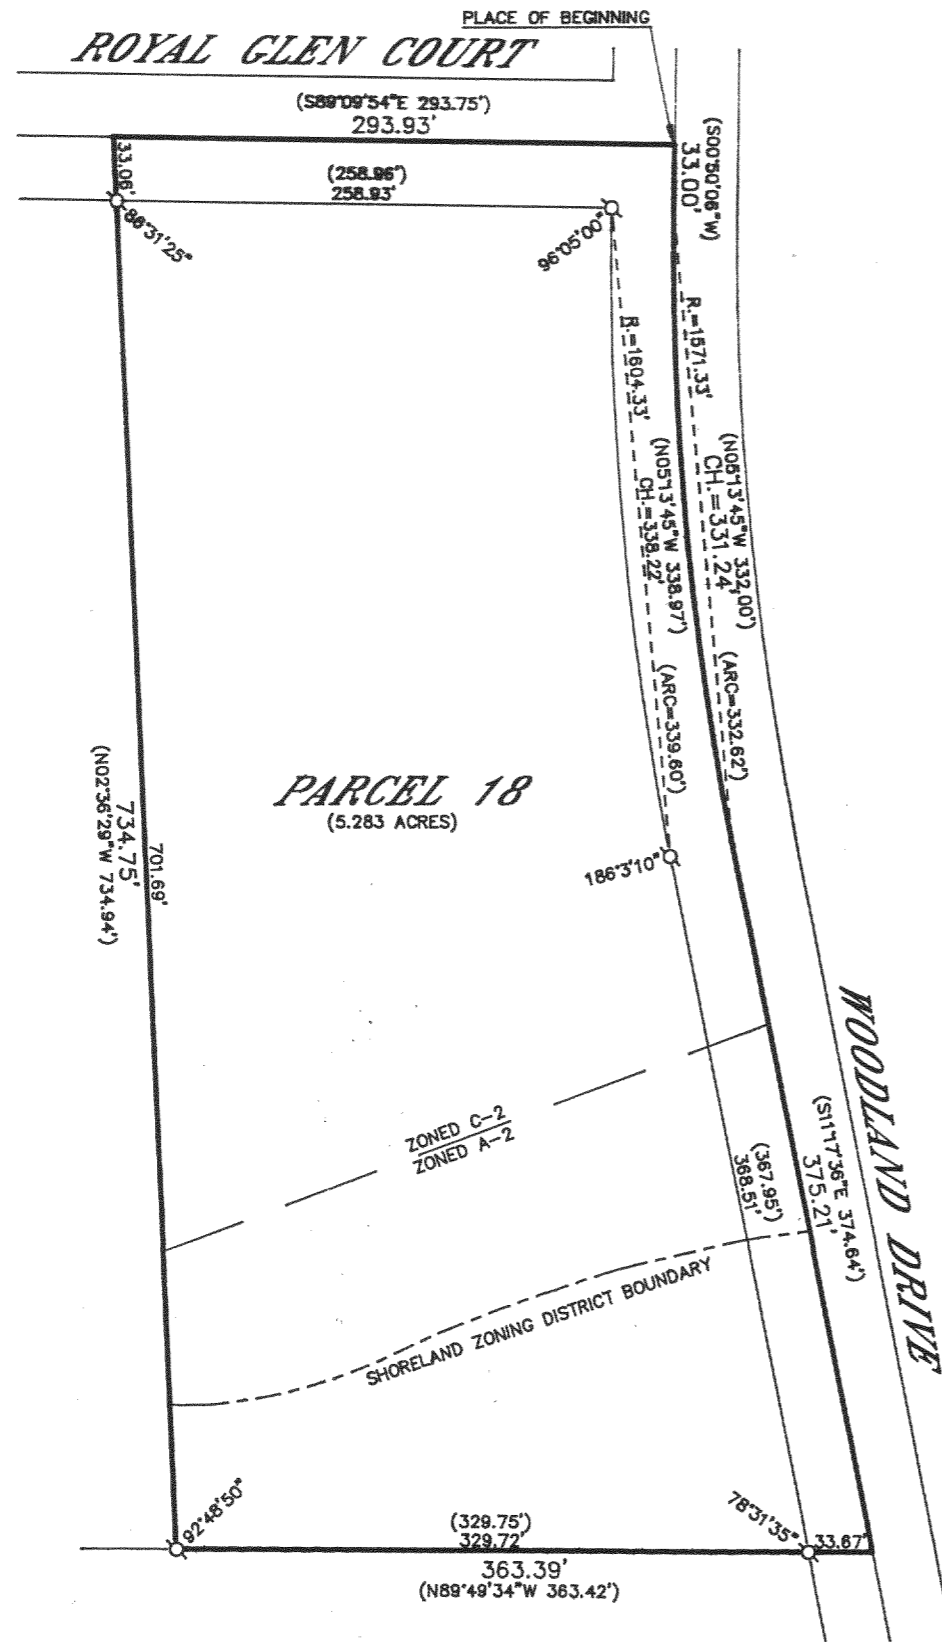 PLACE OF BEGINNING
ROYAL GLEN COURT
(S89°09'54"E 293.75')
293.93'
(S00°50'06"W)
33.00'
33.06'
(258.96')
258.93'
86°31'25"
96°05'00"
R.=1571.33'
R.=1604.33'
(N05°13'45"W 332.00')
CH.=331.24'
(N05°13'45"W 338.97')
CH.=338.22'
(ARC=332.62')
(ARC=339.60')
PARCEL 18
(5.283 ACRES)
701.69'
734.75'
(N02°36'29"W 734.94')
186°3'10"
WOODLAND DRIVE
ZONED C-2
ZONED A-2
(S11°17'36"E 374.64')
375.21'
(367.95')
368.51'
SHORELAND ZONING DISTRICT BOUNDARY
92°48'50"
78°31'35"
(329.75')
329.72'
33.67'
363.39'
(N89°49'34"W 363.42')